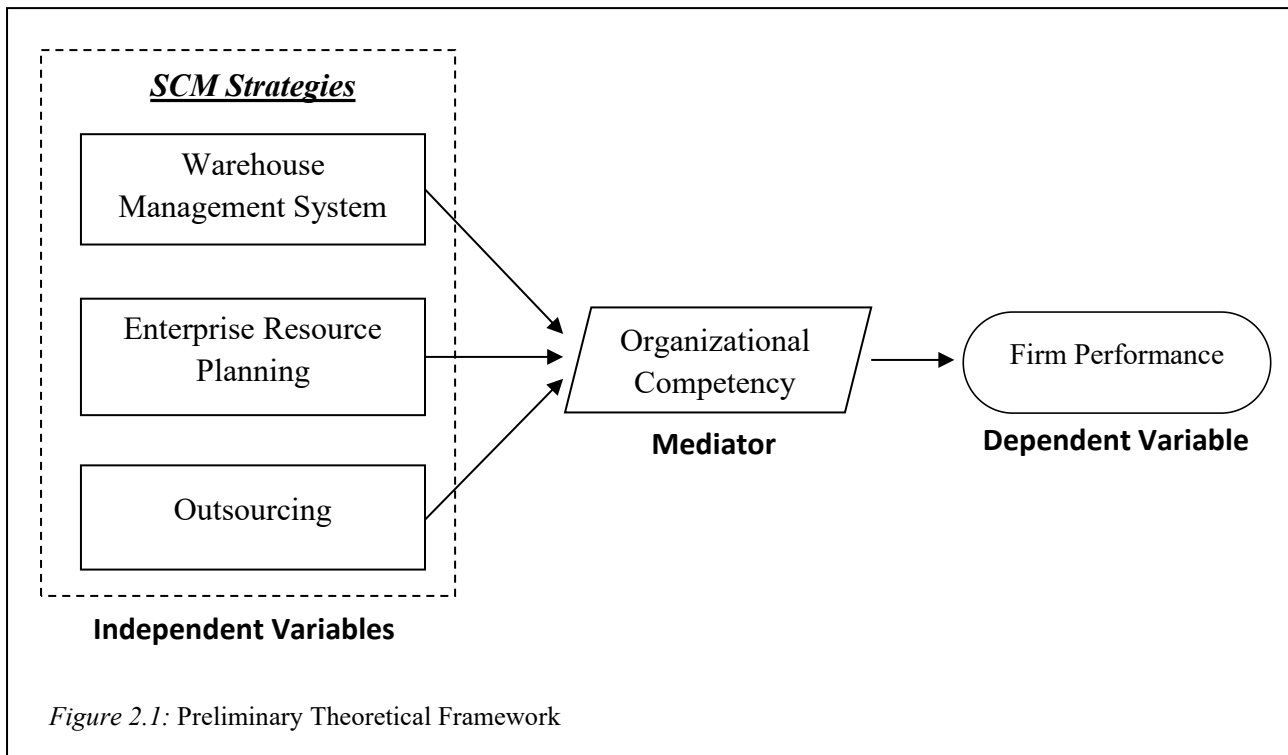 SCM Strategies
Warehouse
Management System
Enterprise Resource
Planning
Outsourcing
Independent Variables
Organizational
Competency
Mediator
Firm Performance
Dependent Variable
Figure 2.1: Preliminary Theoretical Framework